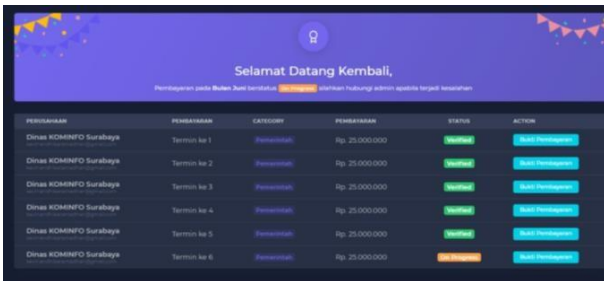 Selamat Datang Kembali,
Pembayaran pada Bulan Juni berstatus On Progress silahkan hubungi admin apabila terjadi kesalahan
PERUSAHAAN PEMBAYARAN CATEGORY PEMBAYARAN STATUS ACTION
Dinas KOMINFO Surabaya Termin ke 1 Pemerintah Rp. 25.000.000 Verified Bukti Pembayaran
Dinas KOMINFO Surabaya Termin ke 2 Pemerintah Rp. 25.000.000 Verified Bukti Pembayaran
Dinas KOMINFO Surabaya Termin ke 3 Pemerintah Rp. 25.000.000 Verified Bukti Pembayaran
Dinas KOMINFO Surabaya Termin ke 4 Pemerintah Rp. 25.000.000 Verified Bukti Pembayaran
Dinas KOMINFO Surabaya Termin ke 5 Pemerintah Rp. 25.000.000 Verified Bukti Pembayaran
Dinas KOMINFO Surabaya Termin ke 6 Pemerintah Rp. 25.000.000 On Progress Bukti Pembayaran